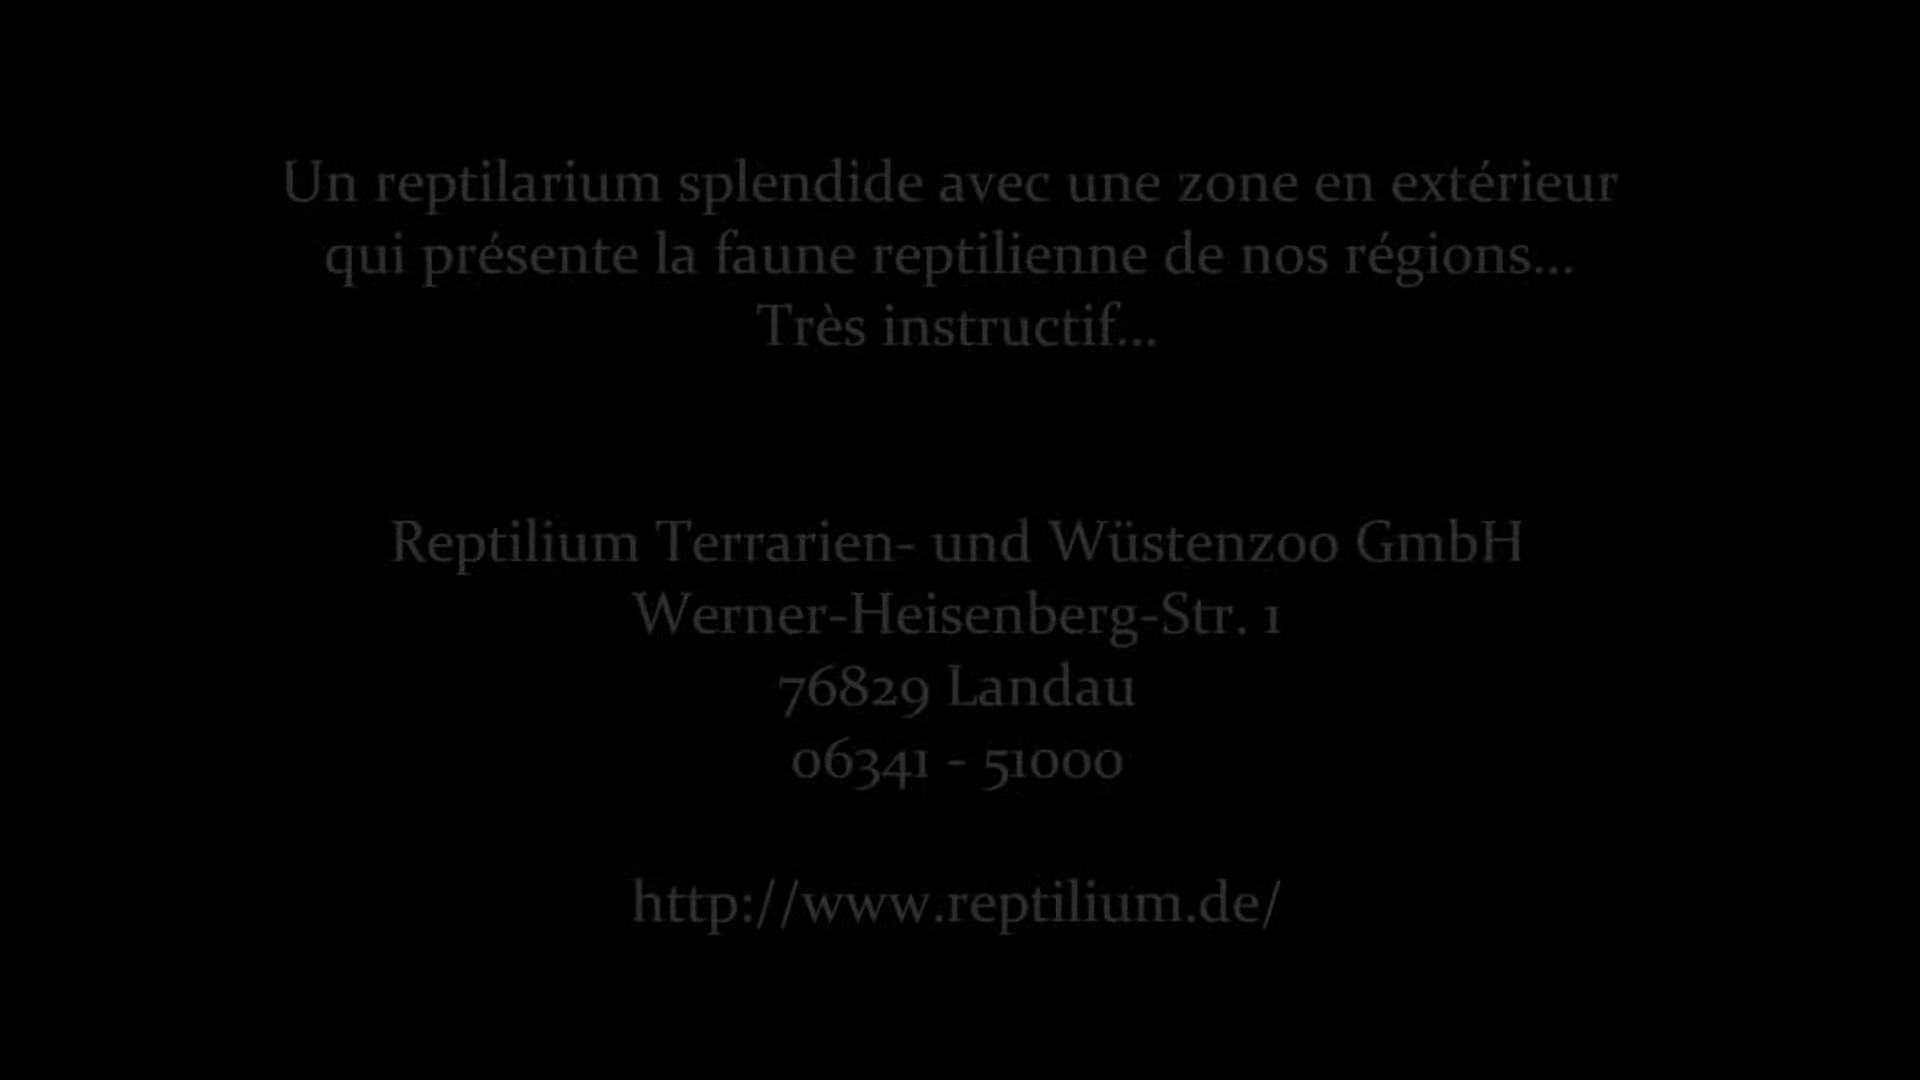 Un reptilarium splendide avec une zone en extérieur
qui présente la faune reptilienne de nos régions...
Très instructif...
Reptilium Terrarien- und Wüstenzoo GmbH
Werner-Heisenberg-Str. 1
76829 Landau
06341 - 51000
http://www.reptilium.de/